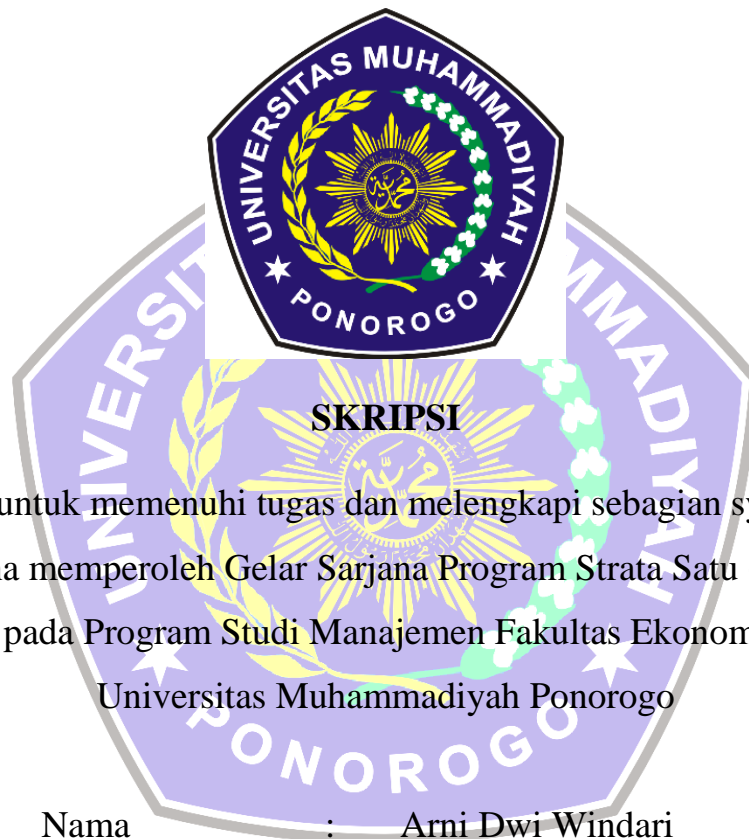 UNIVERSITAS MUHAMMADIYAH
PONOROGO
SKRIPSI
untuk memenuhi tugas dan melengkapi sebagian
memperoleh Gelar Sarjana Program Strata Satu
pada Program Studi Manajemen Fakultas
Universitas Muhammadiyah Ponorogo
Nama : Arni Dwi Windari